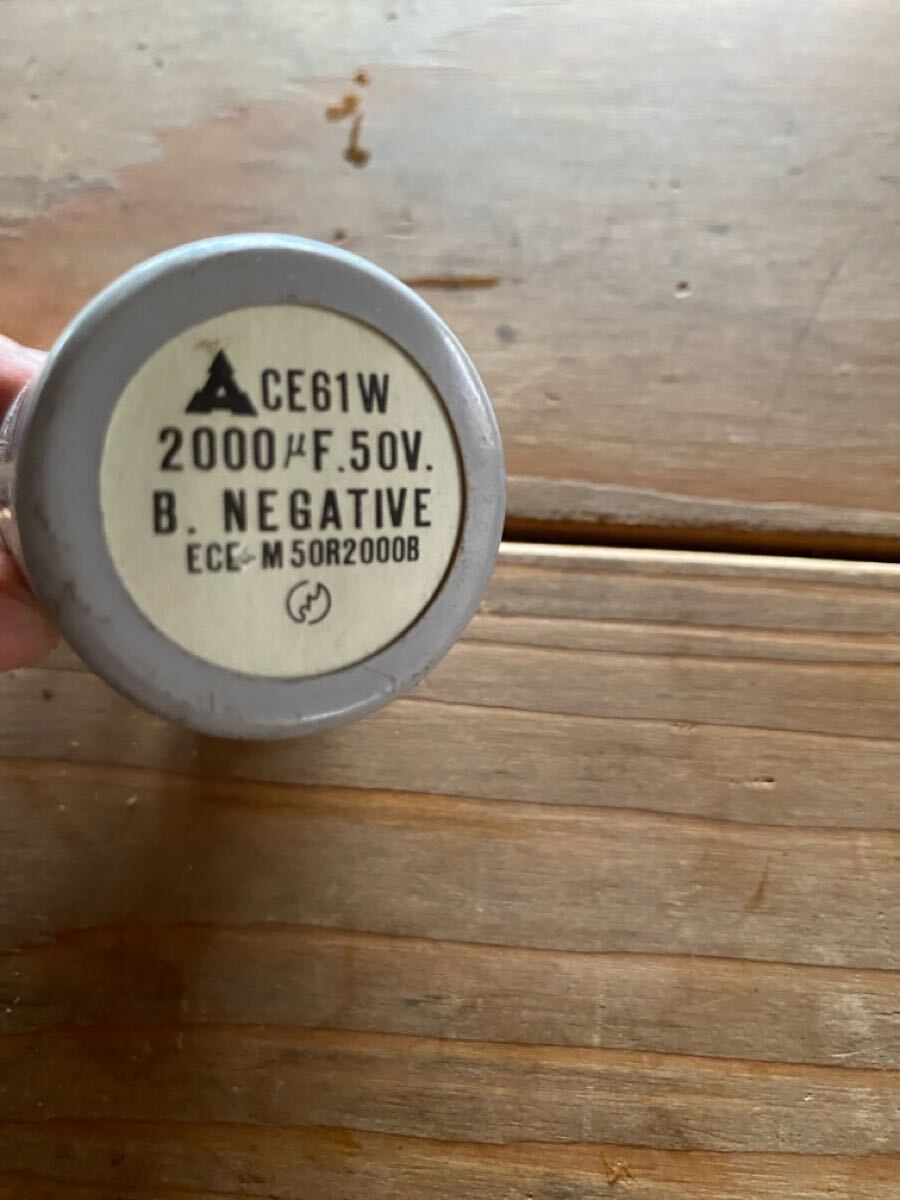 A CE61W
2000µF.50V.
B. NEGATIVE
ECE-M50R2000B